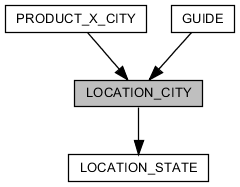 PRODUCT_X_CITY
GUIDE
LOCATION_CITY
LOCATION_STATE